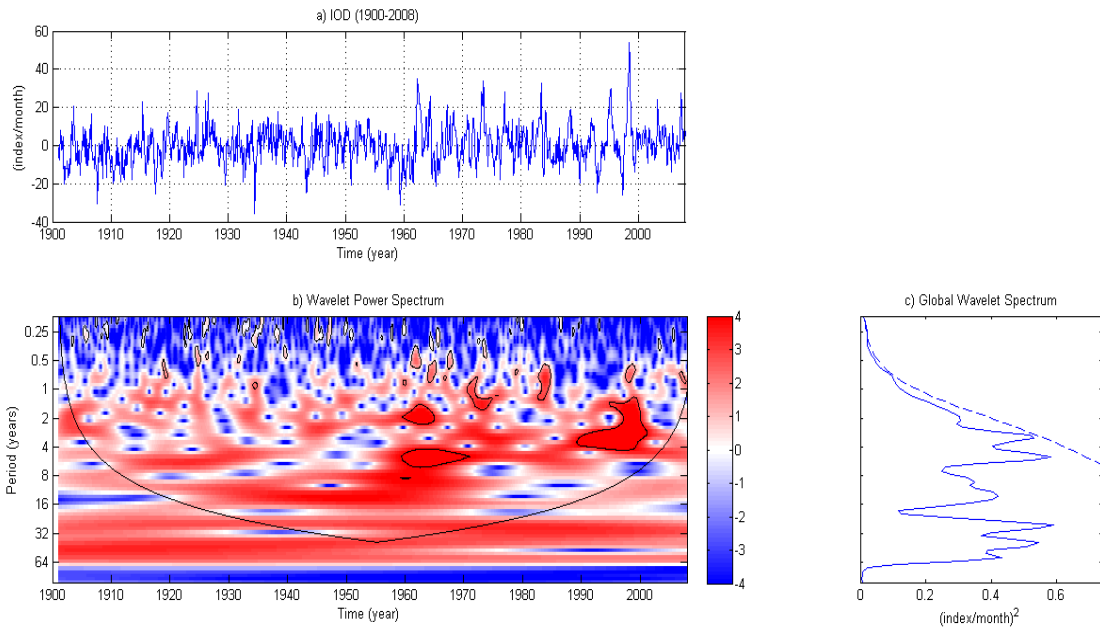 a) IOD (1900-2008)
60
40
20
0
-20
-40
(index/month)
1900 1910 1920 1930 1940 1950 1960 1970 1980 1990 2000
Time (year)
b) Wavelet Power Spectrum
0.25
0.5
1
2
4
8
16
32
64
Period (years)
1900 1910 1920 1930 1940 1950 1960 1970 1980 1990 2000
Time (year)
4
3
2
1
0
-1
-2
-3
-4
c) Global Wavelet Spectrum
0 0.2 0.4 0.6
(index/month)2